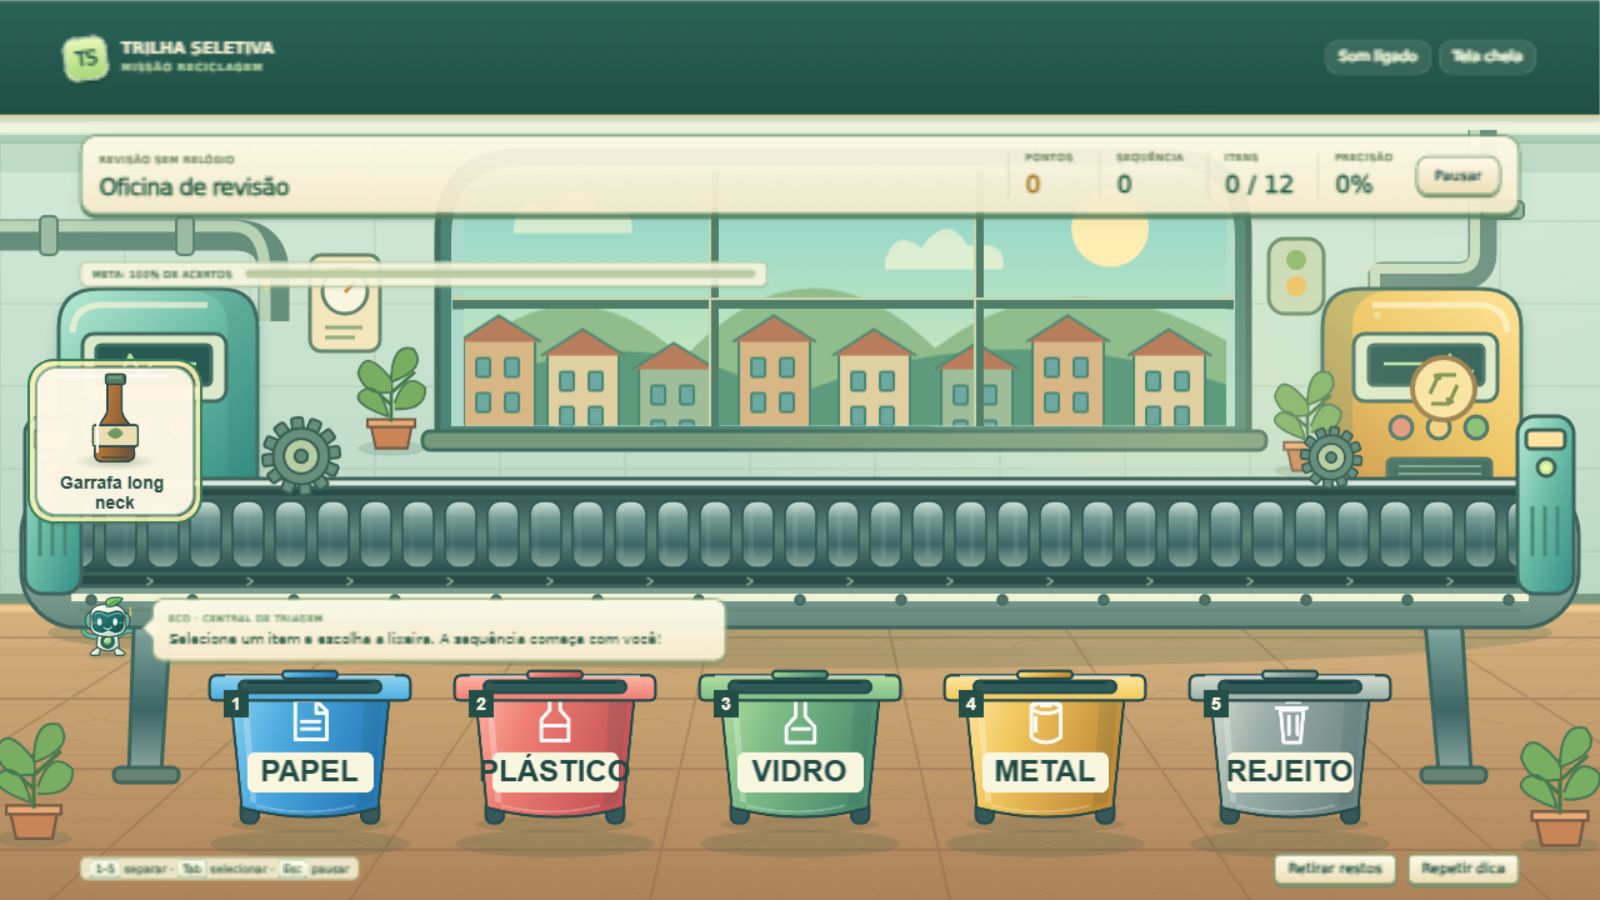 TS
TRILHA SELETIVA
MISSÃO RECICLAGEM
Som ligado
Tela cheia
REVISÃO SEM RELÓGIO
Oficina de revisão
PONTOS
0
SEQUÊNCIA
0
ITENS
0 / 12
PRECISÃO
0%
Pausar
META: 100% DE ACERTOS
Garrafa long
neck
ECO · CENTRAL DE TRIAGEM
Selecione um item e escolha a lixeira. A sequência começa com você!
1
PAPEL
2
PLÁSTICO
3
VIDRO
4
METAL
5
REJEITO
1-5 separar · Tab selecionar · Esc pausar
Retirar restos
Repetir dica